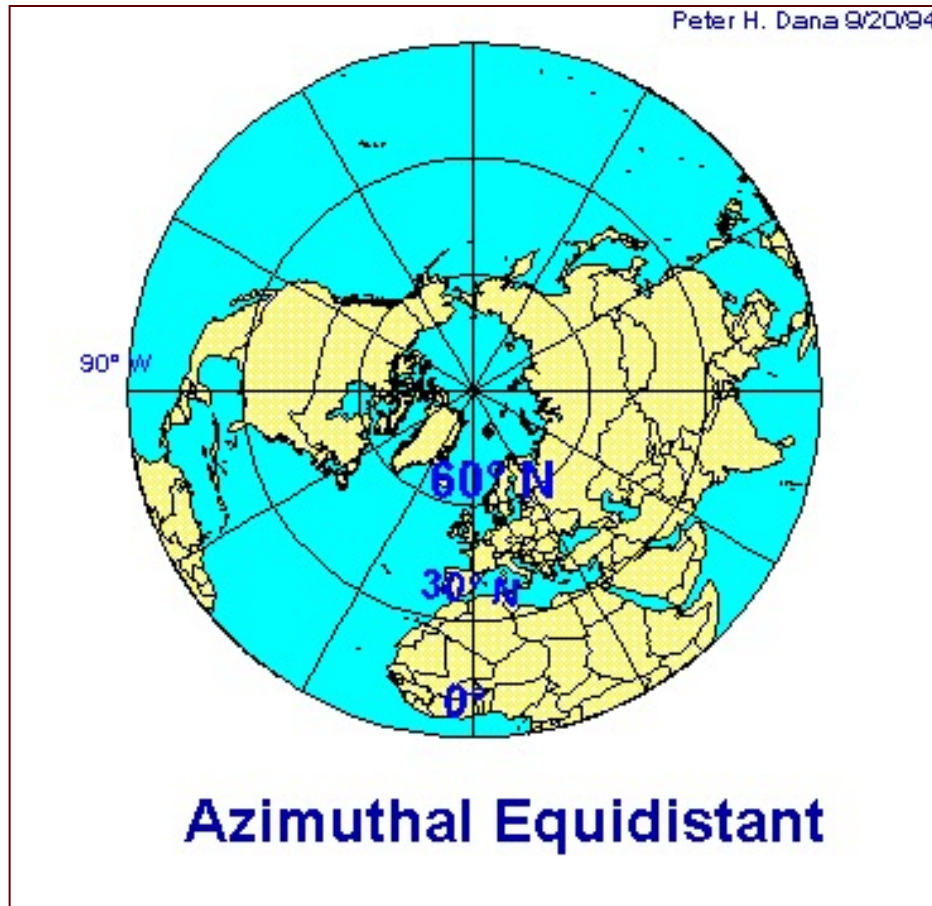 Peter H. Dana 9/20/94
90° W
60° N
30° N
0°
Azimuthal Equidistant